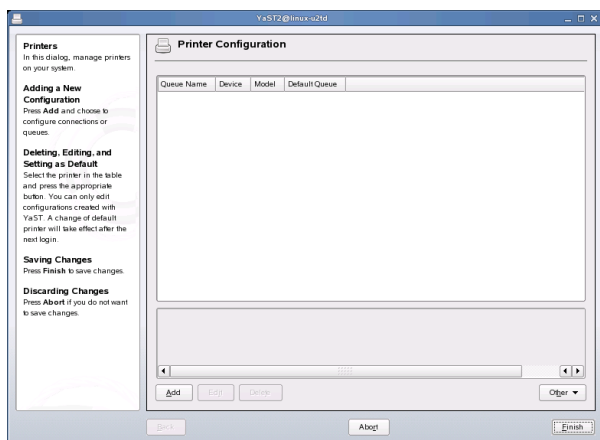 YaST2@linux-u2td
Printers
In this dialog, manage printers
on your system.
Adding a New
Configuration
Press Add and choose to
configure connections or
queues.
Deleting, Editing, and
Setting as Default
Select the printer in the table
and press the appropriate
button. You can only edit
configurations created with
YaST. A change of default
printer will take effect after the
next login.
Saving Changes
Press Finish to save changes.
Discarding Changes
Press Abort if you do not want
to save changes.
Printer Configuration
Queue Name Device Model Default Queue
Add Edit Delete Other
Back Abort Finish